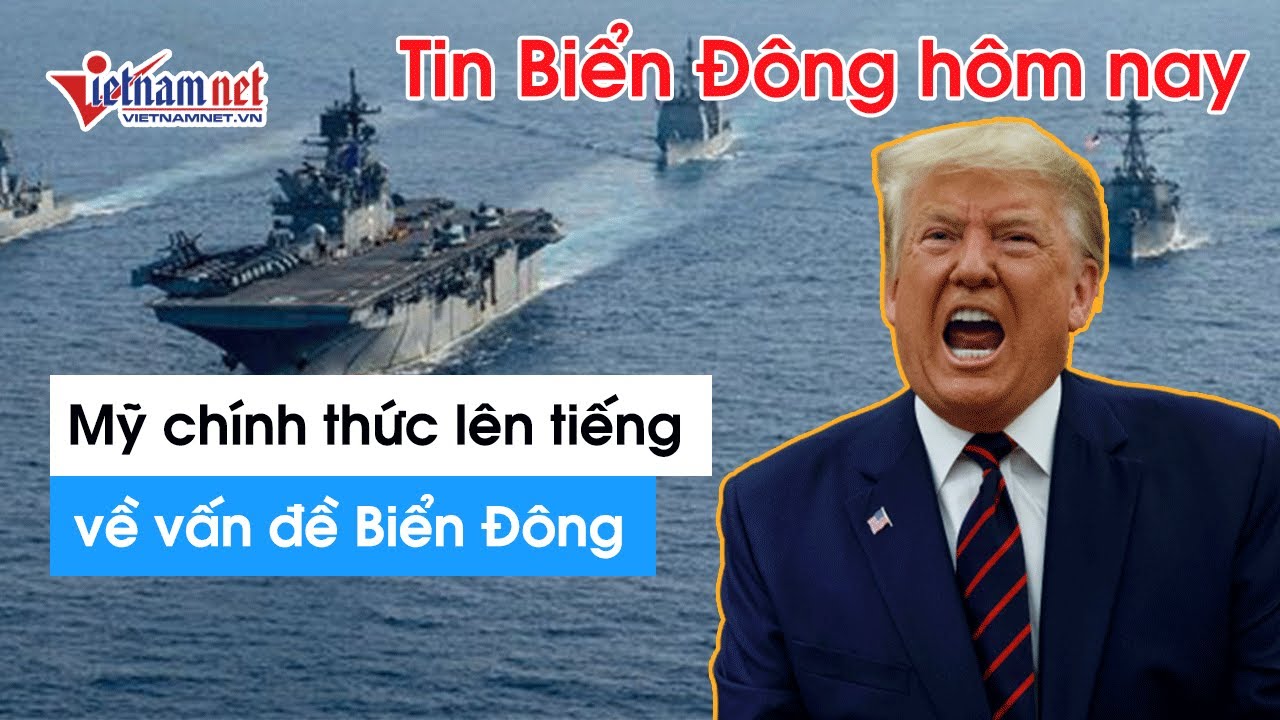 Vietnamnet
VIETNAMNET.VN
Tin Biển Đông hôm nay
Mỹ chính thức lên tiếng
về vấn đề Biển Đông